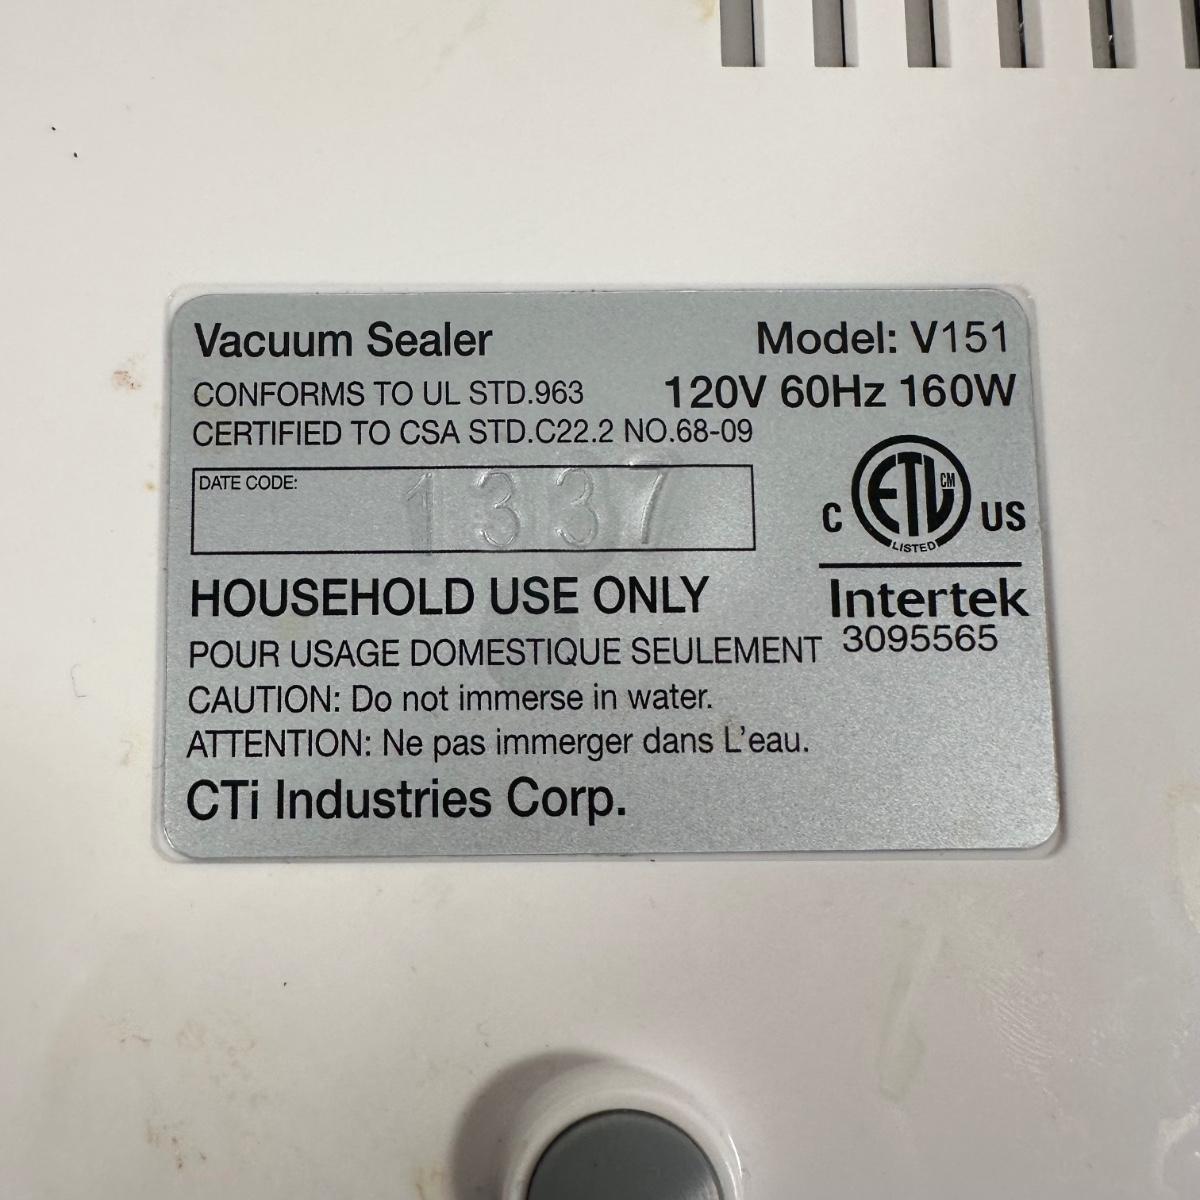 Vacuum Sealer
Model: V151
CONFORMS TO UL STD.963
120V 60Hz 160W
CERTIFIED TO CSA STD.C22.2 NO.68-09
DATE CODE: 1337
C ETL CM US
LISTED
HOUSEHOLD USE ONLY
Intertek
3095565
POUR USAGE DOMESTIQUE SEULEMENT
CAUTION: Do not immerse in water.
ATTENTION: Ne pas immerger dans L'eau.
CTi Industries Corp.